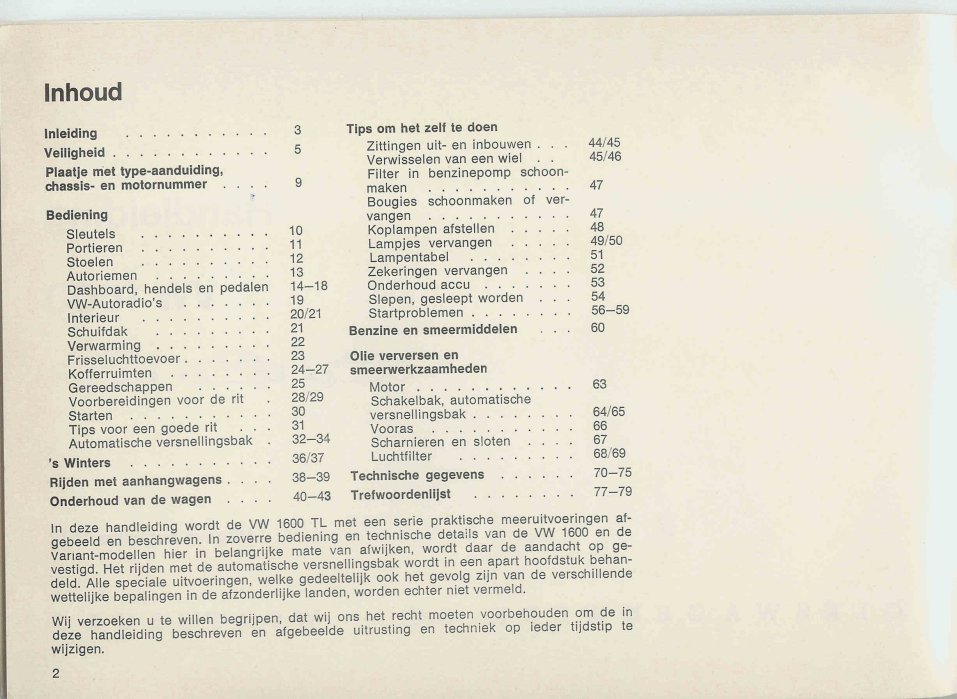 Inhoud
Inleiding . . . . . . . . . . . 3
Veiligheid . . . . . . . . . . . . 5
Plaatje met type-aanduiding,
chassis- en motornummer . . . . 9
Bediening
Sleutels . . . . . . . . . . 10
Portieren . . . . . . . . . . 11
Stoelen . . . . . . . . . . 12
Autoriemen . . . . . . . . . 13
Dashboard, hendels en pedalen 14—18
VW-Autoradio's . . . . . . . 19
Interieur . . . . . . . . . . 20/21
Schuifdak . . . . . . . . . 21
Verwarming . . . . . . . . . 22
Frisseluchttoevoer . . . . . . . 23
Kofferruimten . . . . . . . . 24—27
Gereedschappen . . . . . . 25
Voorbereidingen voor de rit . 28/29
Starten . . . . . . . . . . . 30
Tips voor een goede rit . . . 31
Automatische versnellingsbak . 32—34
's Winters . . . . . . . . . . . 36/37
Rijden met aanhangwagens . . . . 38—39
Onderhoud van de wagen . . . . 40—43
Tips om het zelf te doen
Zittingen uit- en inbouwen . . . 44/45
Verwisselen van een wiel . . 45/46
Filter in benzinepomp schoon-
maken . . . . . . . . . . . 47
Bougies schoonmaken of ver-
vangen . . . . . . . . . . . 47
Koplampen afstellen . . . . . 48
Lampjes vervangen . . . . . 49/50
Lampentabel . . . . . . . . 51
Zekeringen vervangen . . . . 52
Onderhoud accu . . . . . . . 53
Slepen, gesleept worden . . . 54
Startproblemen . . . . . . . . 56—59
Benzine en smeermiddelen . . . 60
Olie verversen en
smeerwerkzaamheden
Motor . . . . . . . . . . . . 63
Schakelbak, automatische
versnellingsbak . . . . . . . . 64/65
Vooras . . . . . . . . . . . 66
Scharnieren en sloten . . . . 67
Luchtfilter . . . . . . . . . 68/69
Technische gegevens . . . . . . 70—75
Trefwoordenlijst . . . . . . . . 77—79
In deze handleiding wordt de VW 1600 TL met een serie praktische meeruitvoeringen af-
gebeeld en beschreven. In zoverre bediening en technische details van de VW 1600 en de
Variant-modellen hier in belangrijke mate van afwijken, wordt daar de aandacht op ge-
vestigd. Het rijden met de automatische versnellingsbak wordt in een apart hoofdstuk behan-
deld. Alle speciale uitvoeringen, welke gedeeltelijk ook het gevolg zijn van de verschillende
wettelijke bepalingen in de afzonderlijke landen, worden echter niet vermeld.
Wij verzoeken u te willen begrijpen, dat wij ons het recht moeten voorbehouden om de in
deze handleiding beschreven en afgebeelde uitrusting en techniek op ieder tijdstip te
wijzigen.
2